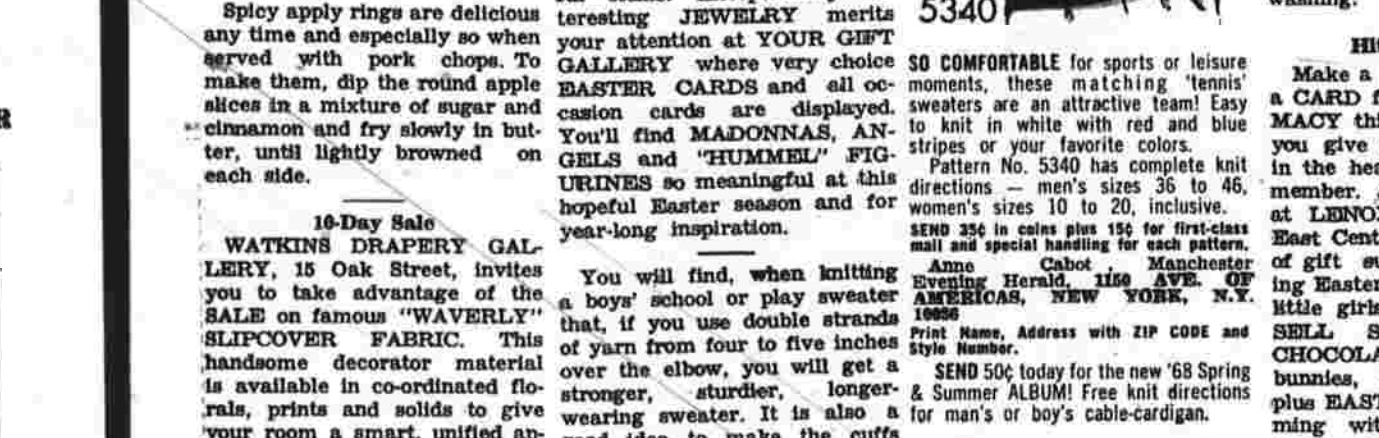 Spicy apply rings are delicious
any time and especially so when
served with pork chops. To
make them, dip the round apple
slices in a mixture of sugar and
cinnamon and fry slowly in but-
ter, until lightly browned on
each side.
10-Day Sale
WATKINS DRAPERY GAL-
LERY, 15 Oak Street, invites
you to take advantage of the
SALE on famous "WAVERLY"
SLIPCOVER FABRIC. This
handsome decorator material
is available in co-ordinated flo-
rals, prints and solids to give
your room a smart, unified ap-
teresting JEWELRY merits
your attention at YOUR GIFT
GALLERY where very choice
EASTER CARDS and all oc-
casion cards are displayed.
You'll find MADONNAS, AN-
GELS and "HUMMEL" FIG-
URINES so meaningful at this
hopeful Easter season and for
year-long inspiration.
You will find, when knitting
a boys' school or play sweater
that, if you use double strands
of yarn from four to five inches
over the elbow, you will get a
stronger, sturdier, longer-
wearing sweater. It is also a
good idea to make the cuffs
5340
SO COMFORTABLE for sports or leisure
moments, these matching 'tennis'
sweaters are an attractive team! Easy
to knit in white with red and blue
stripes or your favorite colors.
Pattern No. 5340 has complete knit
directions — men's sizes 36 to 46,
women's sizes 10 to 20, inclusive.
SEND 35¢ in coins plus 15¢ for first-class
mail and special handling for each pattern.
Anne Cabot, Manchester
Evening Herald, 1150 AVE. OF
AMERICAS, NEW YORK, N.Y.
10036
Print Name, Address with ZIP CODE and
Style Number.
SEND 50¢ today for the new '68 Spring
& Summer ALBUM! Free knit directions
for man's or boy's cable-cardigan.
Make a
a CARD
MACY
you give
in the
member.
at
East Cent
of gift
ing Easter
little girls
SELL
CHOCOLA
bunnies,
plus EAST
ming